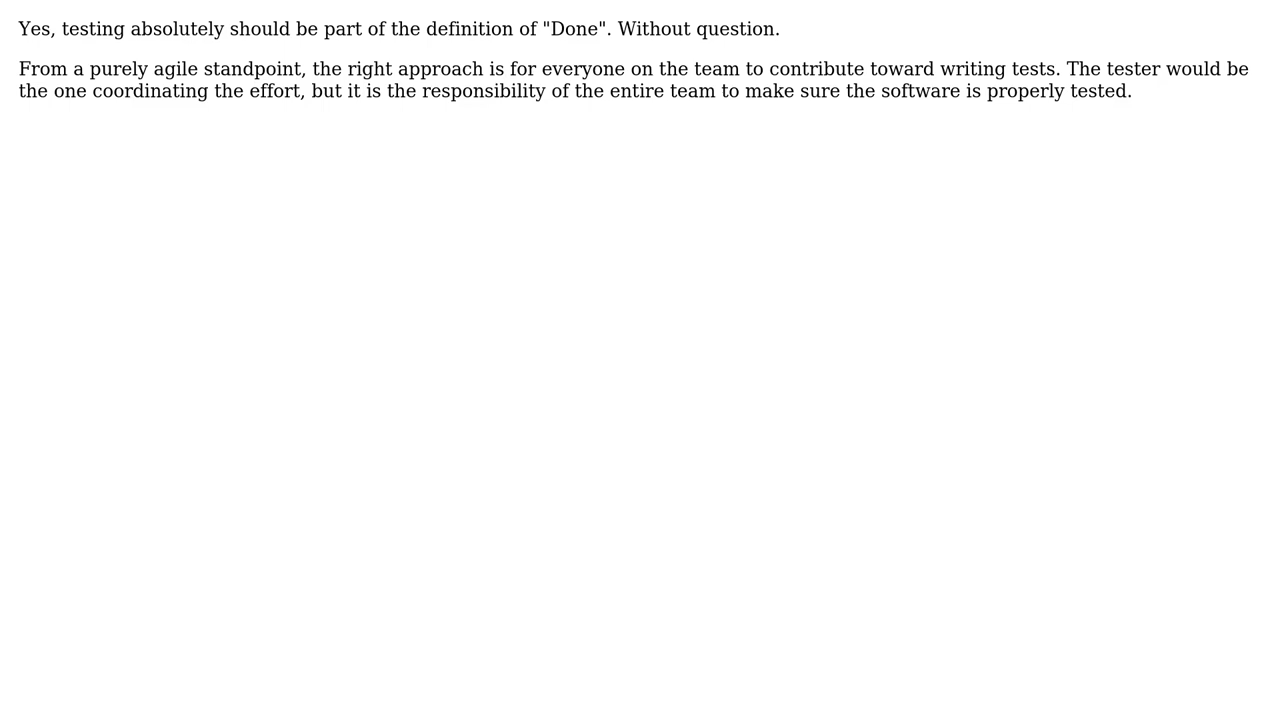 Yes, testing absolutely should be part of the definition of "Done". Without question.
From a purely agile standpoint, the right approach is for everyone on the team to contribute toward writing tests. The tester would be
the one coordinating the effort, but it is the responsibility of the entire team to make sure the software is properly tested.